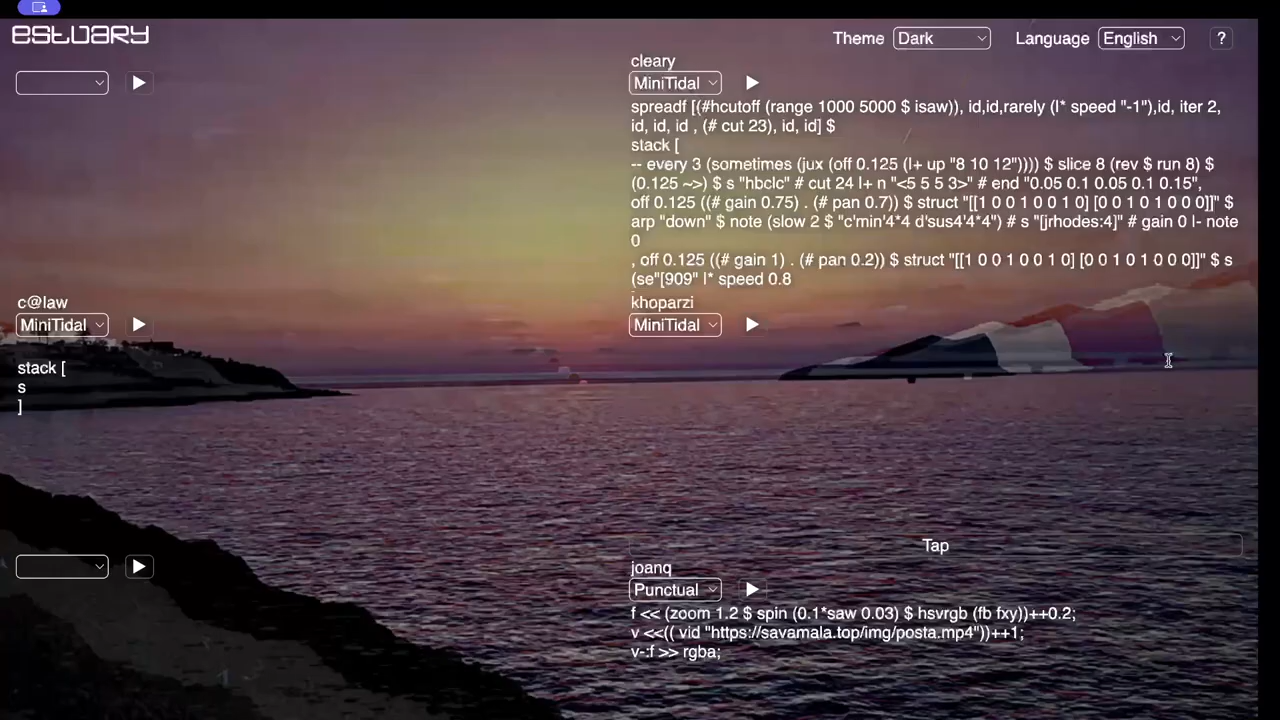 estuary
Theme Dark Language English ?
cleary
MiniTidal
spreadf [(#hcutoff (range 1000 5000 $ isaw)), id,id,rarely (|* speed "-1"),id, iter 2,
id, id, id , (# cut 23), id, id] $
stack [
-- every 3 (sometimes (jux (off 0.125 (|+ up "8 10 12")))) $ slice 8 (rev $ run 8) $
(0.125 ~>) $ s "hbclc" # cut 24 |+ n "<5 5 5 3>" # end "0.05 0.1 0.05 0.1 0.15",
off 0.125 ((# gain 0.75) . (# pan 0.7)) $ struct "[[1 0 0 1 0 0 1 0] [0 0 1 0 1 0 0 0]]" $
arp "down" $ note (slow 2 $ "c'min'4*4 d'sus4'4*4") # s "[jrhodes:4]" # gain 0 |- note
0
, off 0.125 ((# gain 1) . (# pan 0.2)) $ struct "[[1 0 0 1 0 0 1 0] [0 0 1 0 1 0 0 0]]" $ s
(se"[909" |* speed 0.8
c@law
MiniTidal
stack [
s
]
khoparzi
MiniTidal
Tap
joanq
Punctual
f << (zoom 1.2 $ spin (0.1*saw 0.03) $ hsvrgb (fb fxy))++0.2;
v <<(( vid "https://savamala.top/img/posta.mp4"))++1;
v-:f >> rgba;